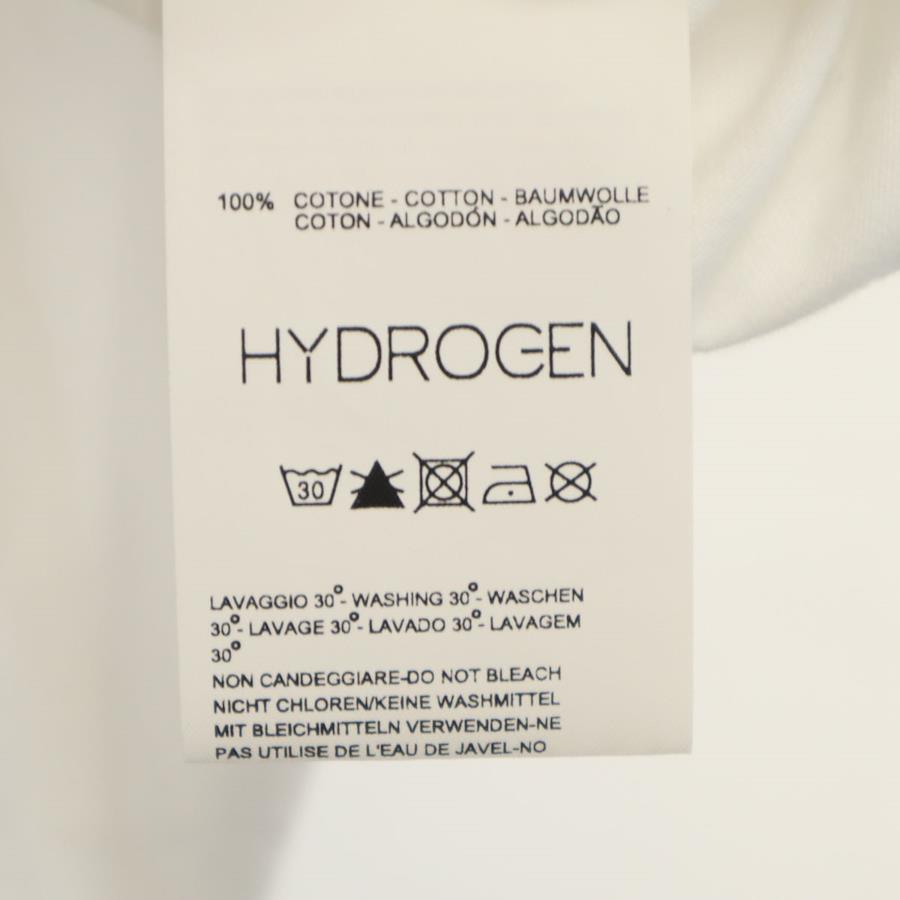 100% COTONE - COTTON - BAUMWOLLE
COTON - ALGODÓN - ALGODÃO
HYDROGEN
30
LAVAGGIO 30°- WASHING 30°- WASCHEN
30°- LAVAGE 30°- LAVADO 30°- LAVAGEM
30°
NON CANDEGGIARE-DO NOT BLEACH
NICHT CHLOREN/KEINE WASHMITTEL
MIT BLEICHMITTELN VERWENDEN-NE
PAS UTILISE DE L'EAU DE JAVEL-NO